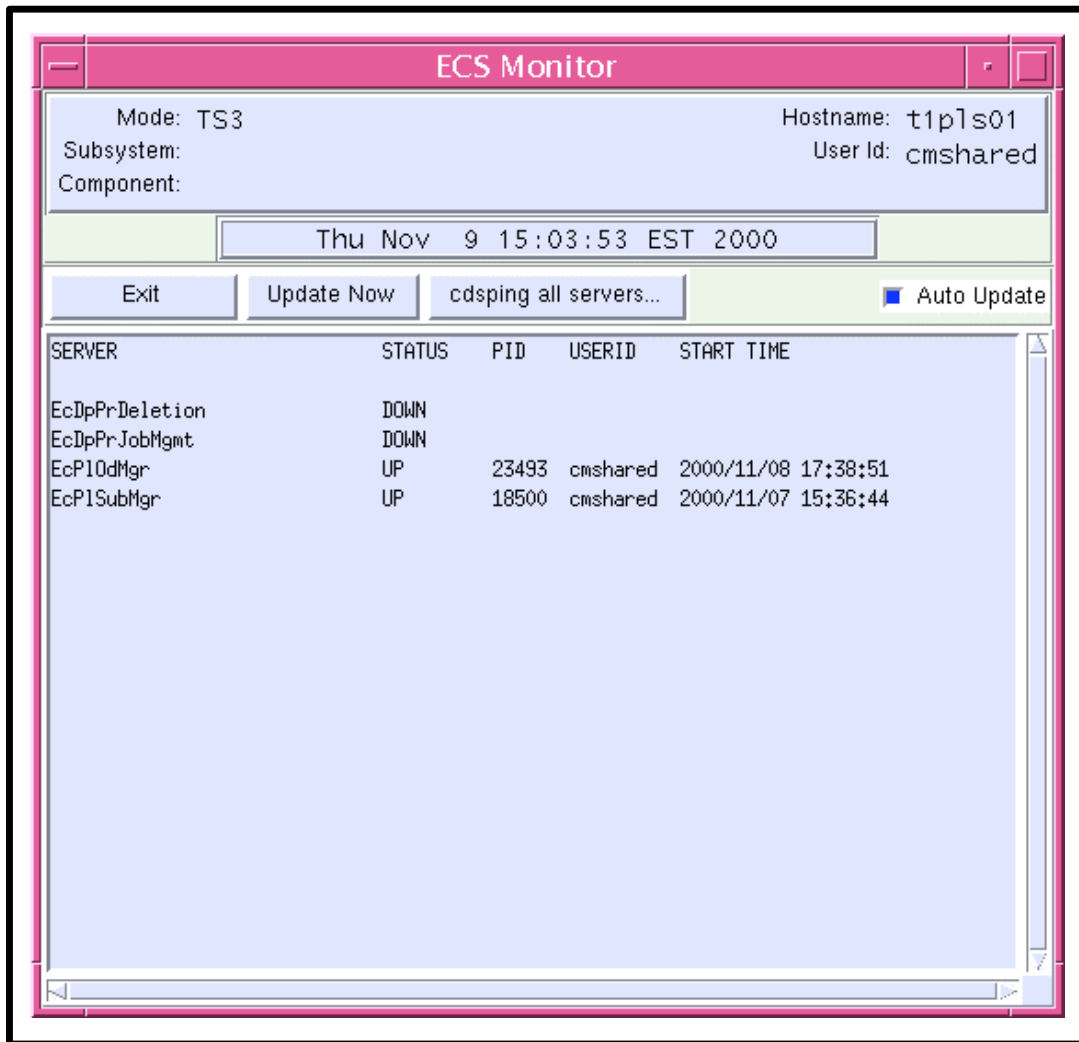 ECS Monitor
Mode: TS3 Hostname: t1pls01
Subsystem: User Id: cmshared
Component:
Thu Nov 9 15:03:53 EST 2000
Exit Update Now cdsping all servers... Auto Update
SERVER STATUS PID USERID START TIME
EcDpPrDeletion DOWN
EcDpPrJobMgmt DOWN
EcPlOdMgr UP 23493 cmshared 2000/11/08 17:38:51
EcPlSubMgr UP 18500 cmshared 2000/11/07 15:36:44